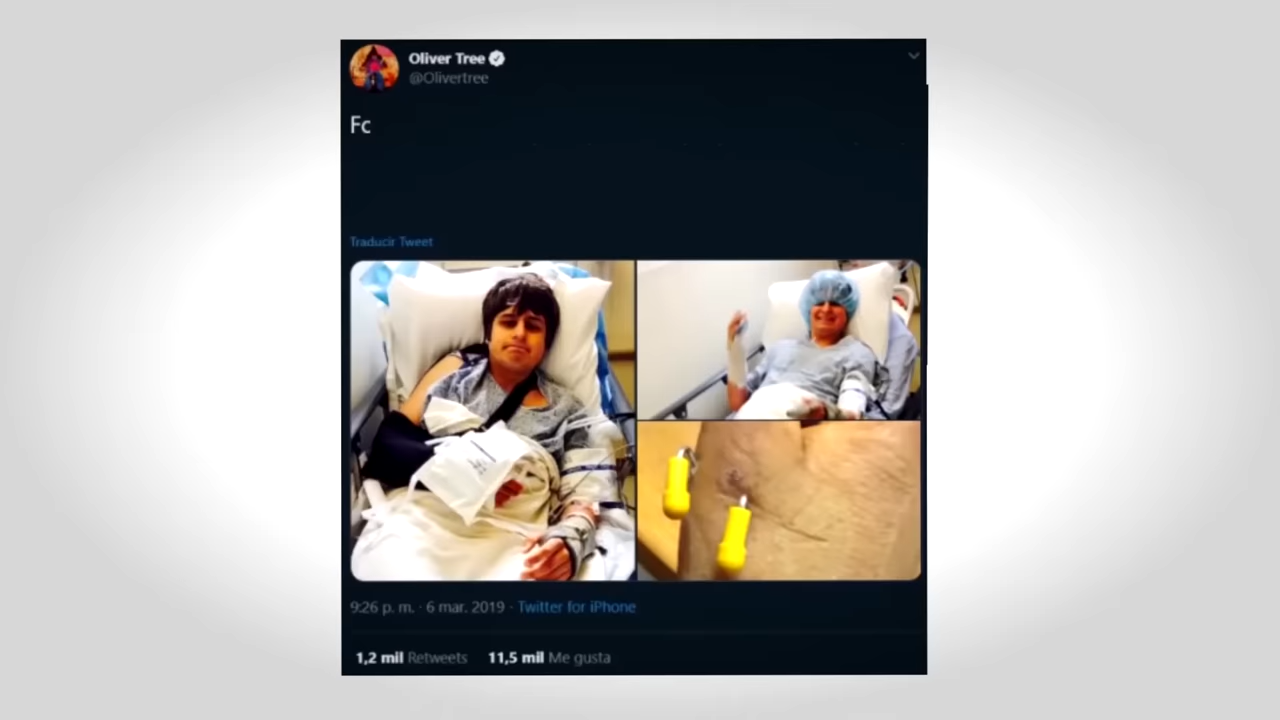 Oliver Tree
@Olivertree
Fc
Traducir Tweet
9:26 p. m. · 6 mar. 2019 · Twitter for iPhone
1,2 mil Retweets 11,5 mil Me gusta